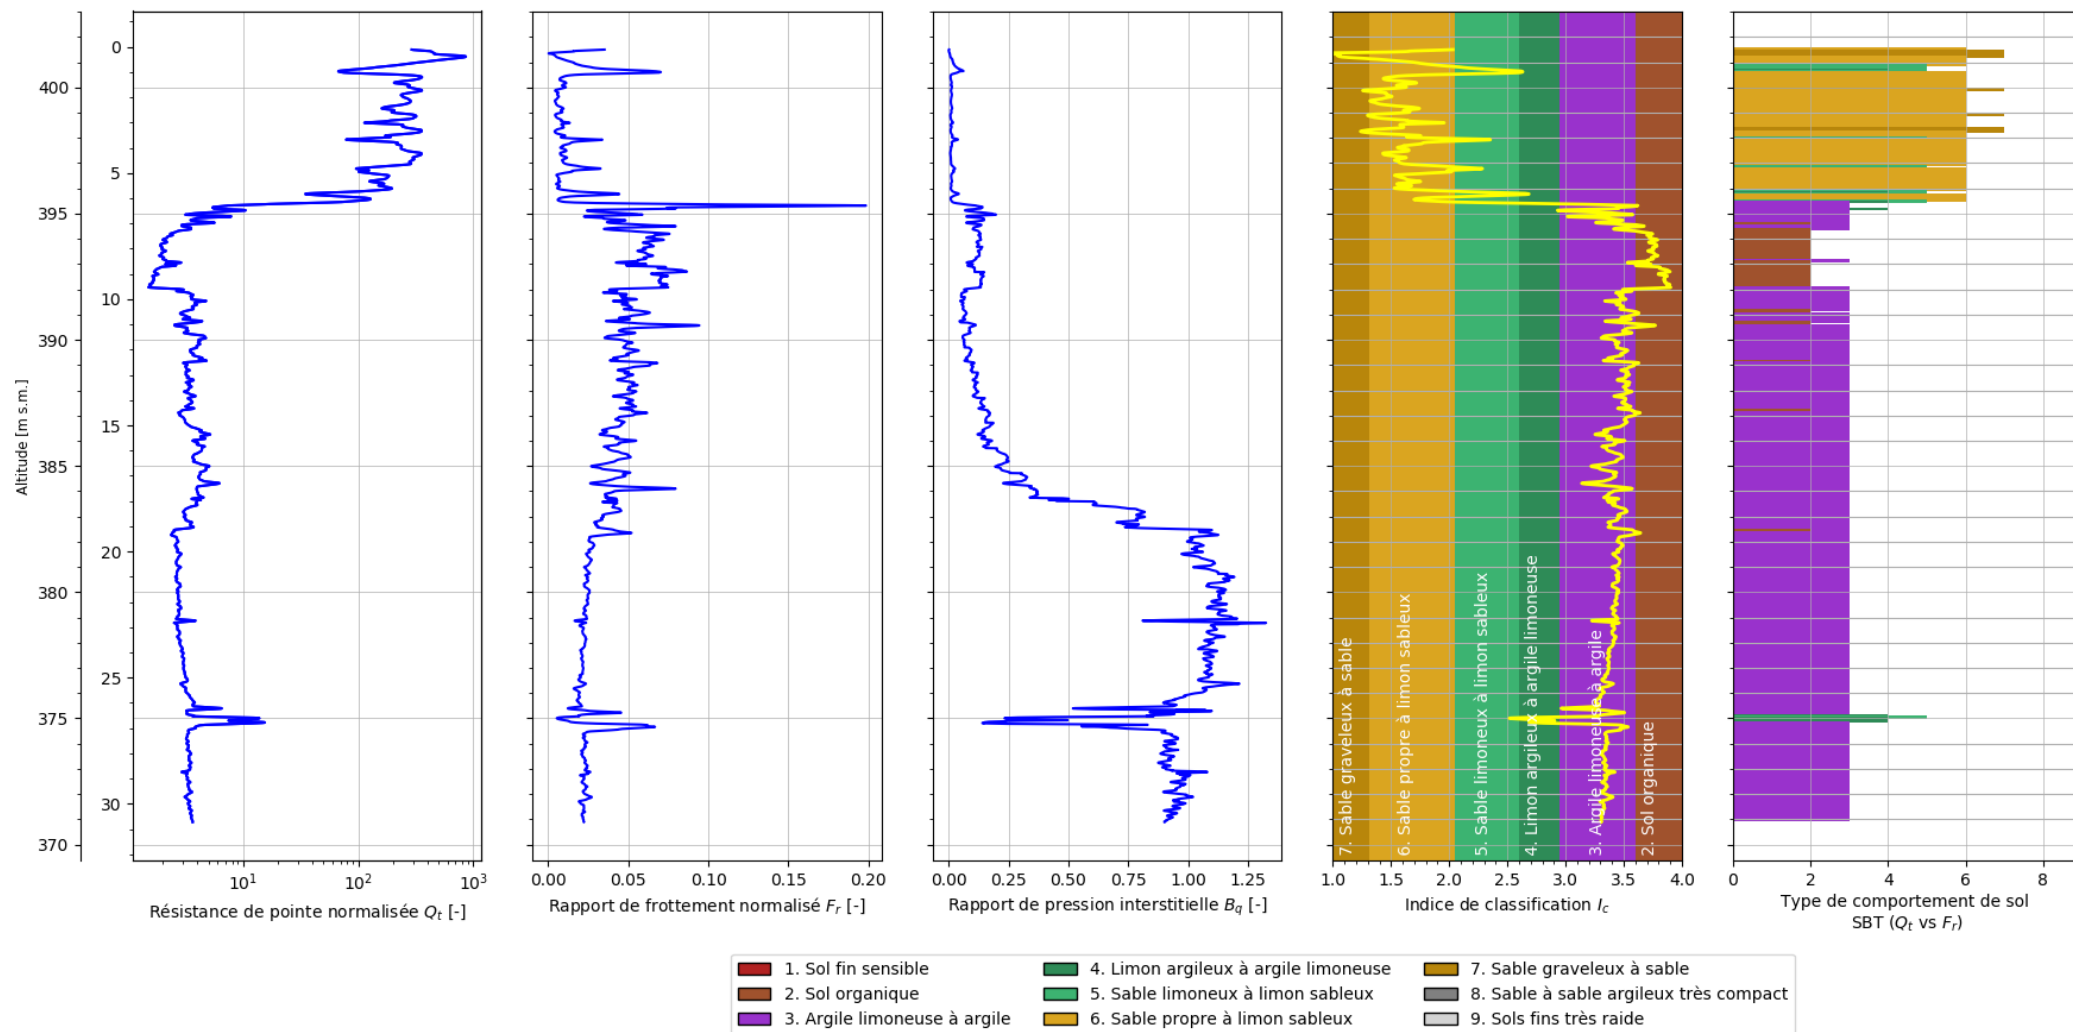 Altitude [m s.m.]
400
395
390
385
380
375
370
0
5
10
15
20
25
30
10¹ 10² 10³
Résistance de pointe normalisée Qₜ [-]
0.00 0.05 0.10 0.15 0.20
Rapport de frottement normalisé Fᵣ [-]
0.00 0.25 0.50 0.75 1.00 1.25
Rapport de pression interstitielle B_q [-]
7. Sable graveleux à sable
6. Sable propre à limon sableux
5. Sable limoneux à limon sableux
4. Limon argileux à argile limoneuse
3. Argile limoneuse à argile
2. Sol organique
1.0 1.5 2.0 2.5 3.0 3.5 4.0
Indice de classification I_c
0 2 4 6 8
Type de comportement de sol
SBT (Qₜ vs Fᵣ)
1. Sol fin sensible
2. Sol organique
3. Argile limoneuse à argile
4. Limon argileux à argile limoneuse
5. Sable limoneux à limon sableux
6. Sable propre à limon sableux
7. Sable graveleux à sable
8. Sable à sable argileux très compact
9. Sols fins très raide